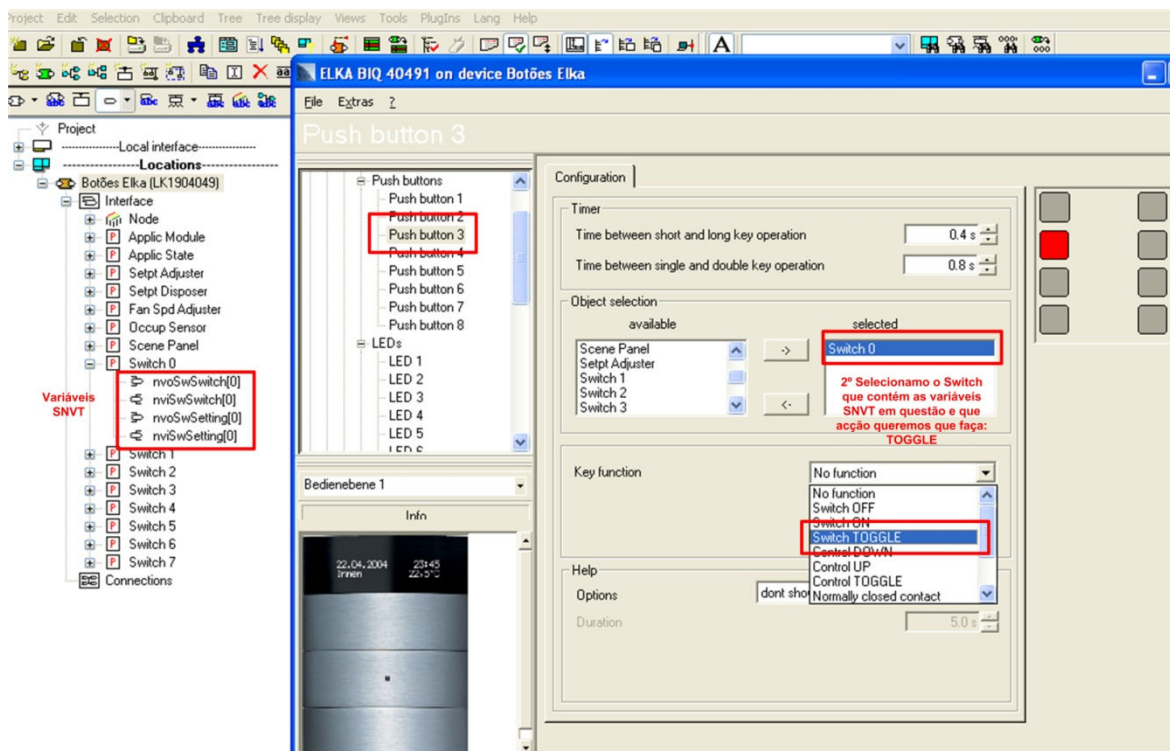 Project Edit Selection Clipboard Tree Tree display Views Tools PlugIns Lang Help
A
ELKA BIQ 40491 on device Botões Elka
File Extras ?
Push button 3
Project
Local interface
Locations
Botões Elka (LK1904049)
Interface
Node
Applic Module
Applic State
Setpt Adjuster
Setpt Disposer
Fan Spd Adjuster
Occup Sensor
Scene Panel
Switch 0
nvoSwSwitch[0]
nviSwSwitch[0]
nvoSwSetting[0]
nviSwSetting[0]
Switch 1
Switch 2
Switch 3
Switch 4
Switch 5
Switch 6
Switch 7
Connections
Variáveis
SNVT
Push buttons
Push button 1
Push button 2
Push button 3
Push button 4
Push button 5
Push button 6
Push button 7
Push button 8
LEDs
LED 1
LED 2
LED 3
LED 4
LED 5
LED 6
Bedienebene 1
Info
22.04.2004 23:45
Innen 22,5°C
Configuration
Timer
Time between short and long key operation 0.4 s
Time between single and double key operation 0.8 s
Object selection
available
selected
Scene Panel
Setpt Adjuster
Switch 1
Switch 2
Switch 3
->
<-
Switch 0
2º Selecionamo o Switch
que contém as variáveis
SNVT em questão e que
acção queremos que faça:
TOGGLE
Key function
No function
No function
Switch OFF
Switch ON
Switch TOGGLE
Control DOWN
Control UP
Control TOGGLE
Normally closed contact
Help
Options dont sho
Duration 5.0 s